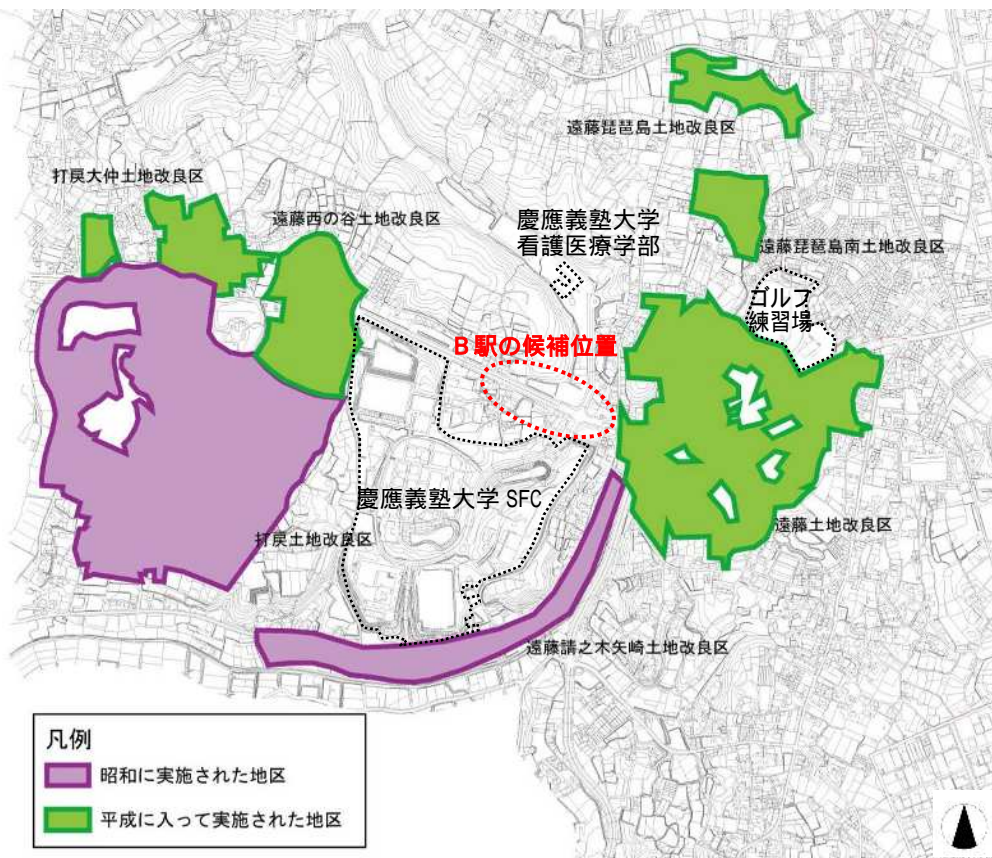 遠藤琵琶島土地改良区
打戻大仲土地改良区
遠藤西の谷土地改良区
慶應義塾大学
看護医療学部
遠藤琵琶島南土地改良区
ゴルフ
練習場
B駅の候補位置
慶應義塾大学 SFC
打戻土地改良区
遠藤土地改良区
遠藤請之木矢崎土地改良区
凡例
昭和に実施された地区
平成に入って実施された地区